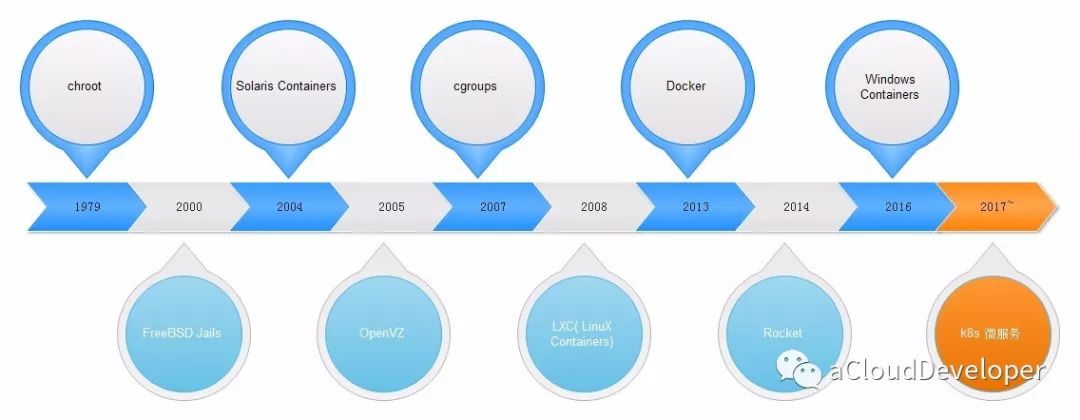 chroot
Solaris Containers
cgroups
Docker
Windows
Containers
1979
2000
2004
2005
2007
2008
2013
2014
2016
2017~
FreeBSD Jails
OpenVZ
LXC( LinuX
Containers)
Rocket
k8s 微服务
aCloudDeveloper